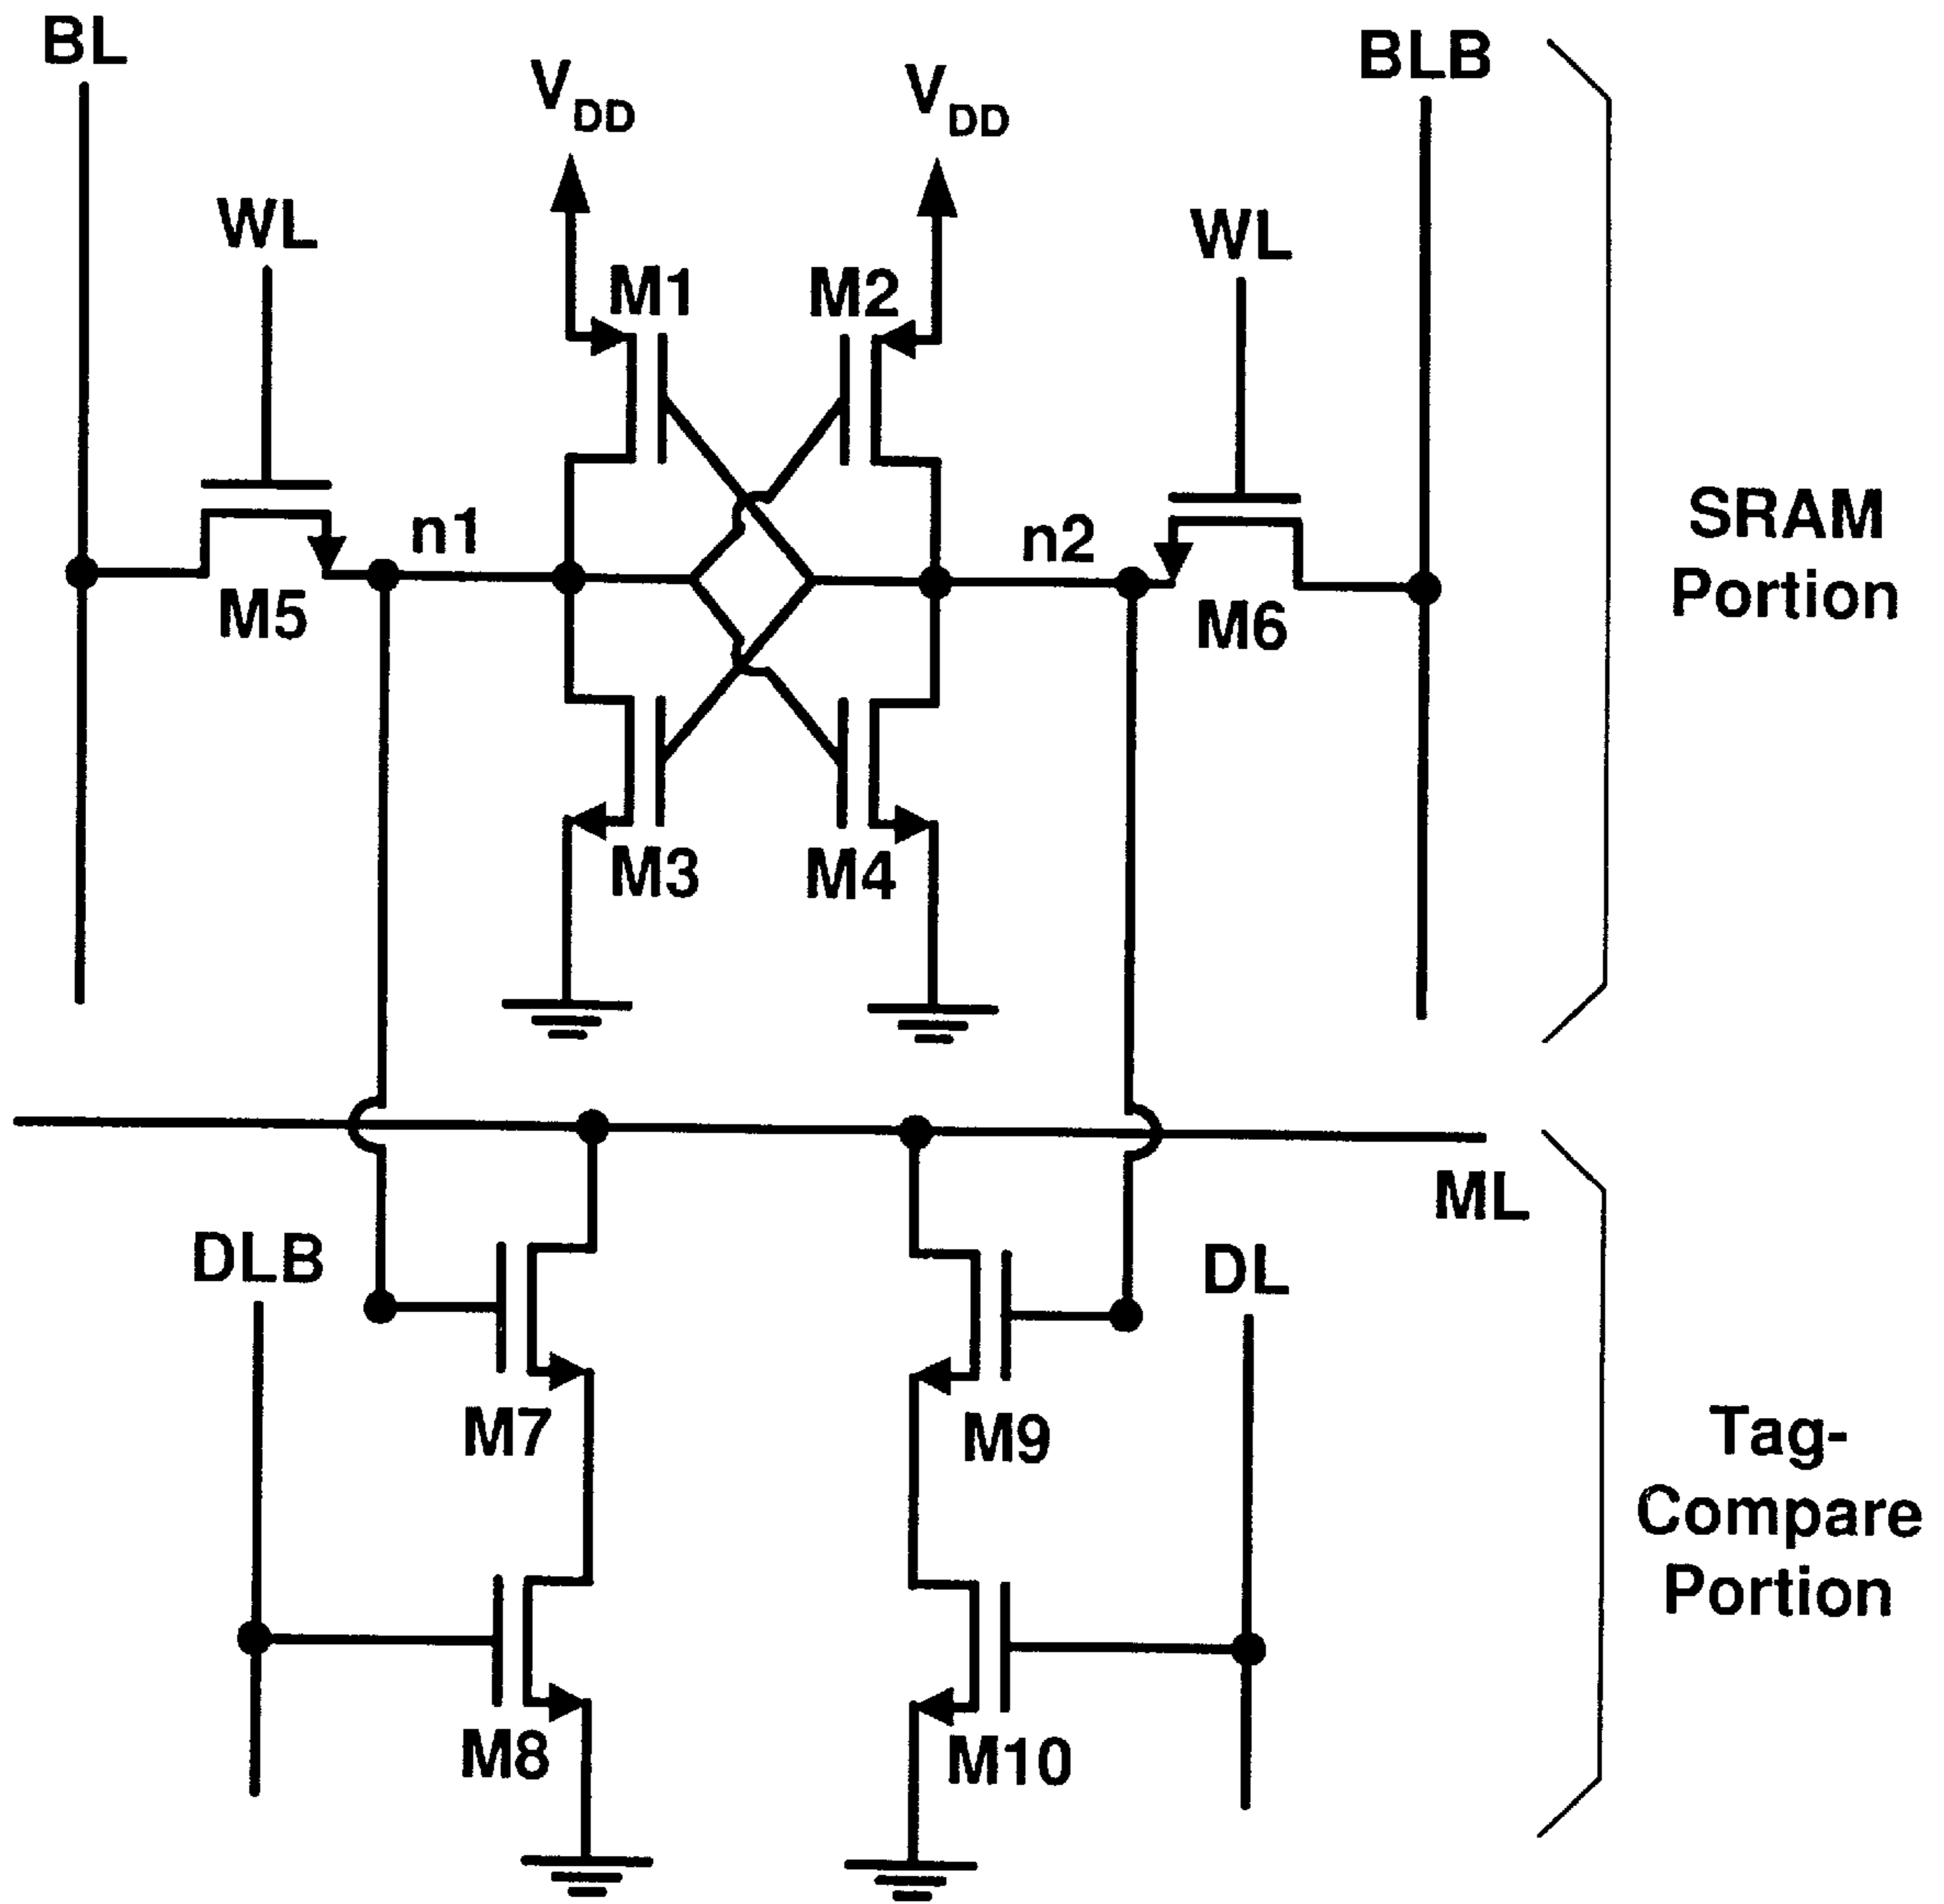 BL
BLB
VDD
VDD
WL
WL
M1
M2
n1
n2
SRAM
Portion
M5
M6
M3
M4
ML
DLB
DL
M7
M9
Tag-
Compare
Portion
M8
M10